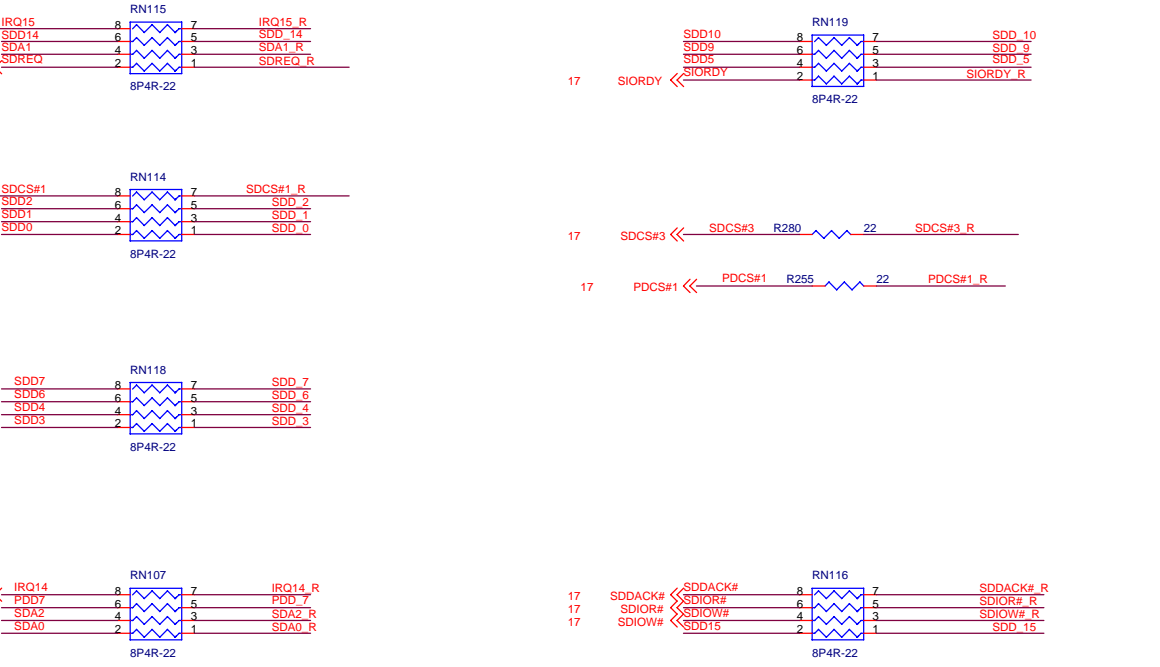 RN115
IRQ15 8 7 IRQ15_R
SDD14 6 5 SDD_14
SDA1 4 3 SDA1_R
SDREQ 2 1 SDREQ_R
8P4R-22
RN119
SDD10 8 7 SDD_10
SDD9 6 5 SDD_9
SDD5 4 3 SDD_5
17 SIORDY SIORDY 2 1 SIORDY_R
8P4R-22
RN114
SDCS#1 8 7 SDCS#1_R
SDD2 6 5 SDD_2
SDD1 4 3 SDD_1
SDD0 2 1 SDD_0
8P4R-22
17 SDCS#3 SDCS#3 R280 22 SDCS#3_R
17 PDCS#1 PDCS#1 R255 22 PDCS#1_R
RN118
SDD7 8 7 SDD_7
SDD6 6 5 SDD_6
SDD4 4 3 SDD_4
SDD3 2 1 SDD_3
8P4R-22
RN107
IRQ14 8 7 IRQ14_R
PDD7 6 5 PDD_7
SDA2 4 3 SDA2_R
SDA0 2 1 SDA0_R
8P4R-22
RN116
17 SDDACK# SDDACK# 8 7 SDDACK#_R
17 SDIOR# SDIOR# 6 5 SDIOR#_R
17 SDIOW# SDIOW# 4 3 SDIOW#_R
SDD15 2 1 SDD_15
8P4R-22